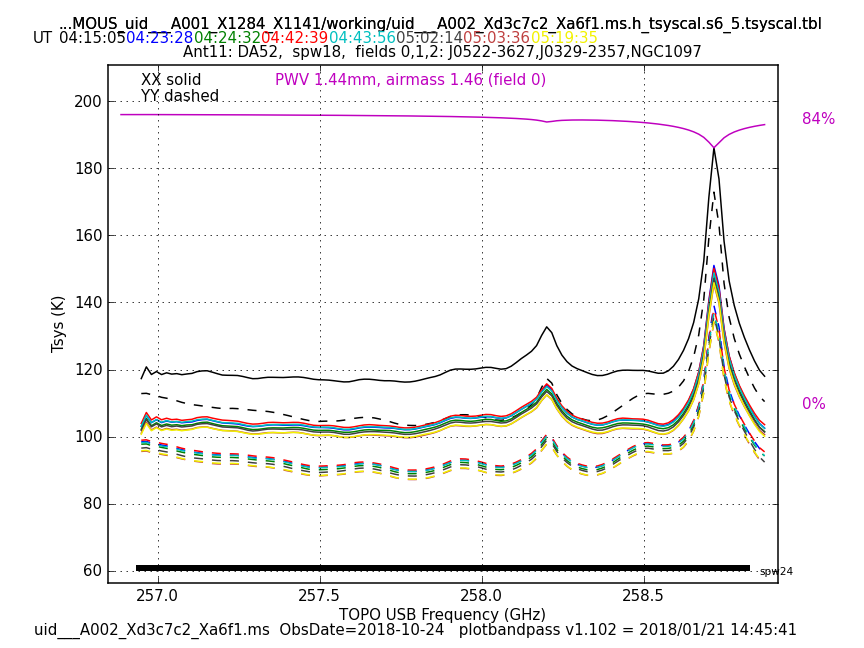 ...MOUS_uid___A001_X1284_X1141/working/uid___A002_Xd3c7c2_Xa6f1.ms.h_tsyscal.s6_5.tsyscal.tbl
UT 04:15:05 04:23:28 04:24:32 04:42:39 04:43:56 05:02:14 05:03:36 05:19:35
Ant11: DA52, spw18, fields 0,1,2: J0522-3627,J0329-2357,NGC1097
XX solid
YY dashed
PWV 1.44mm, airmass 1.46 (field 0)
84%
0%
200
180
160
140
120
100
80
60
Tsys (K)
spw24
257.0 257.5 258.0 258.5
TOPO USB Frequency (GHz)
uid___A002_Xd3c7c2_Xa6f1.ms ObsDate=2018-10-24 plotbandpass v1.102 = 2018/01/21 14:45:41